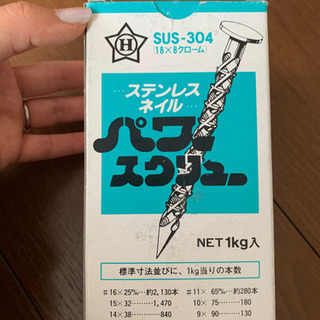 H
SUS-304
(18×8クローム)
…ステンレス
ネイル…
パワー
スクリュー
NET1kg入
標準寸法並びに、1kg当りの本数
#16×25%…約2,130本
15×32………1,470
14×38………840
#11×65%…約280本
10×75………180
9×90………130